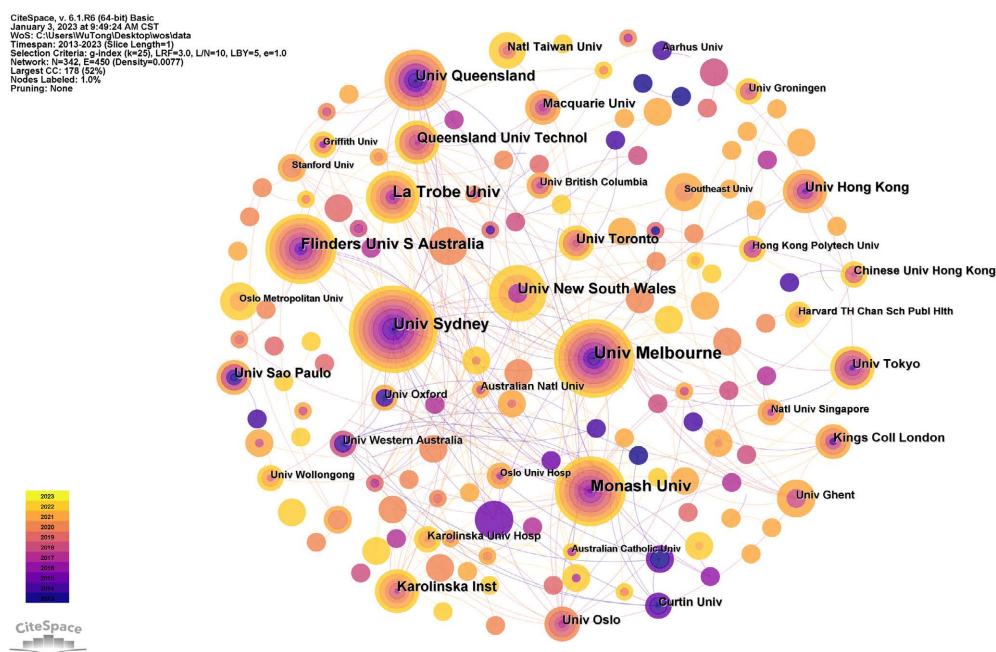 CiteSpace, v. 6.1.R6 (64-bit) Basic
January 3, 2023 at 9:49:24 AM CST
WoS: C:\Users\WuTong\Desktop\wos\data
Timespan: 2013-2023 (Slice Length=1)
Selection Criteria: g-index (k=25), LRF=3.0, L/N=10, LBY=5, e=1.0
Network: N=342, E=450 (Density=0.0077)
Largest CC: 178 (52%)
Nodes Labeled: 1.0%
Pruning: None
Natl Taiwan Univ
Aarhus Univ
Univ Queensland
Univ Groningen
Macquarie Univ
Griffith Univ
Queensland Univ Technol
Stanford Univ
Univ British Columbia
La Trobe Univ
Southeast Univ
Univ Hong Kong
Flinders Univ S Australia
Univ Toronto
Hong Kong Polytech Univ
Chinese Univ Hong Kong
Oslo Metropolitan Univ
Univ New South Wales
Harvard TH Chan Sch Publ Hlth
Univ Sydney
Univ Melbourne
Univ Tokyo
Univ Sao Paulo
Australian Natl Univ
Univ Oxford
Natl Univ Singapore
Univ Western Australia
Kings Coll London
Univ Wollongong
Oslo Univ Hosp
Monash Univ
Univ Ghent
Karolinska Univ Hosp
Australian Catholic Univ
Karolinska Inst
Curtin Univ
Univ Oslo
2023
2022
2021
2020
2019
2018
2017
2016
2015
2014
2013
CiteSpace